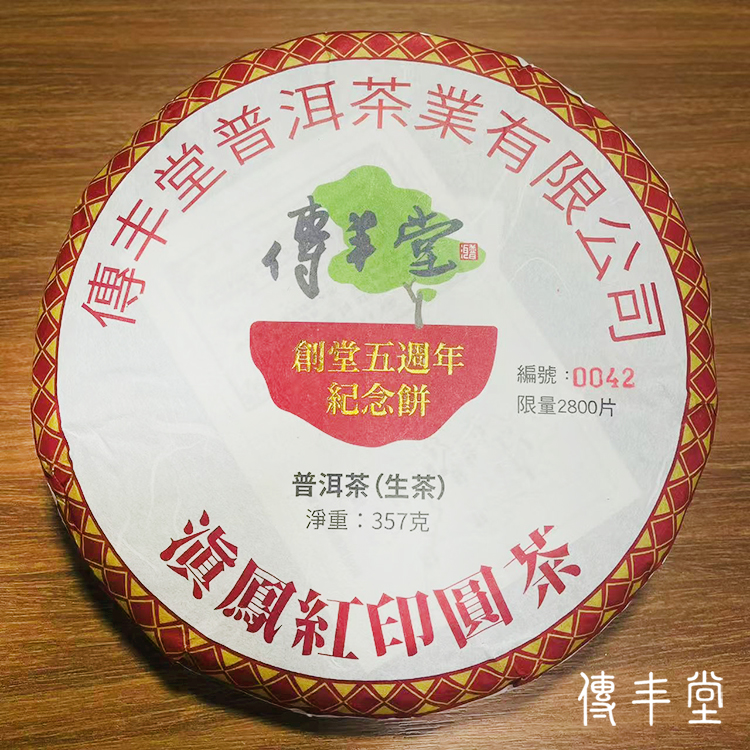 傳丰堂普洱茶業有限公司
傳丰堂
創堂五週年
紀念餅
編號：0042
限量2800片
普洱茶（生茶）
淨重：357克
滇鳳紅印圓茶
傳丰堂